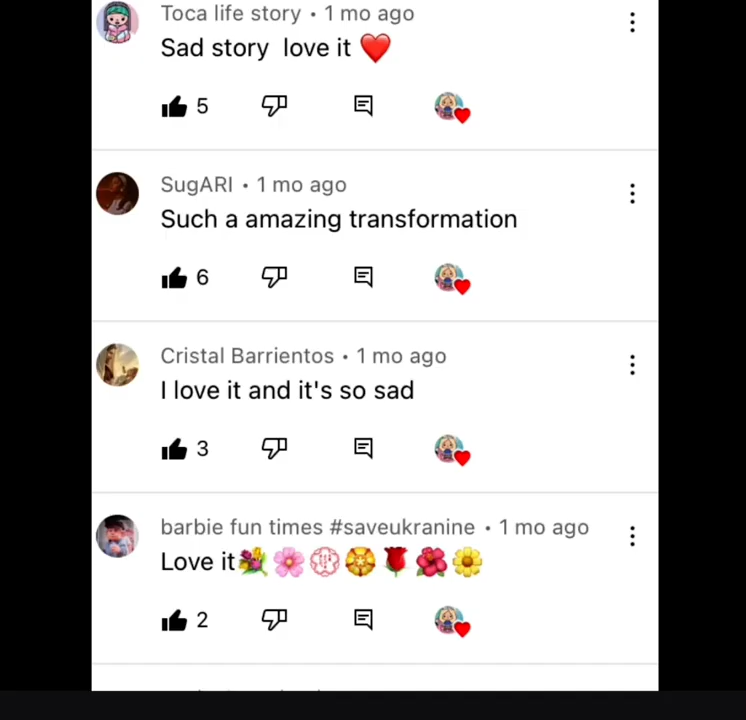 Toca life story • 1 mo ago
Sad story love it ❤️
5
SugARI • 1 mo ago
Such a amazing transformation
6
Cristal Barrientos • 1 mo ago
I love it and it's so sad
3
barbie fun times #saveukranine • 1 mo ago
Love it💐🌸💮🏵️🌹🌺🌼
2